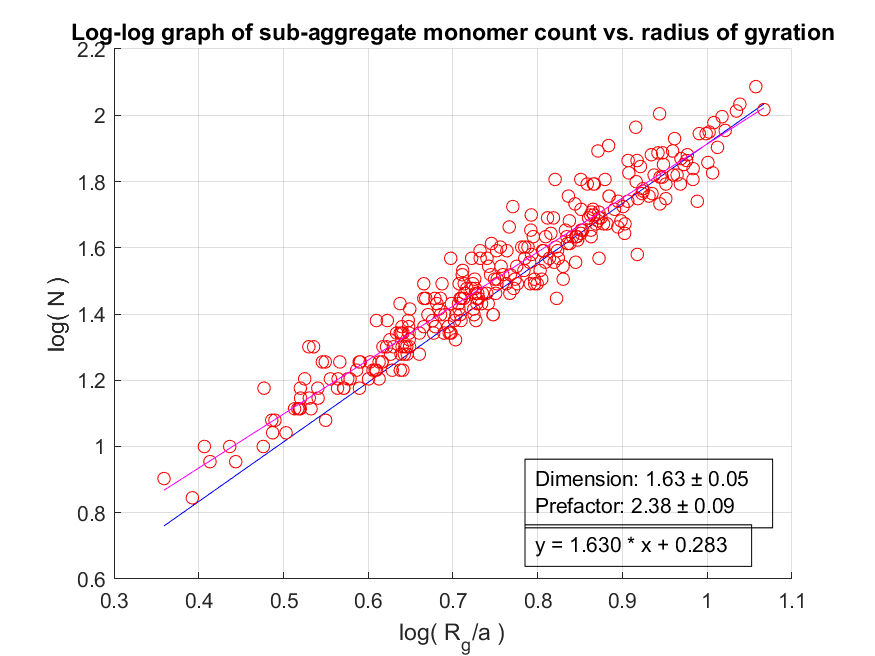 Log-log graph of sub-aggregate monomer count vs. radius of gyration
2.2
2
1.8
1.6
1.4
1.2
1
0.8
0.6
log( N )
Dimension: 1.63 ± 0.05
Prefactor: 2.38 ± 0.09
y = 1.630 * x + 0.283
0.3 0.4 0.5 0.6 0.7 0.8 0.9 1 1.1
log( R_g/a )